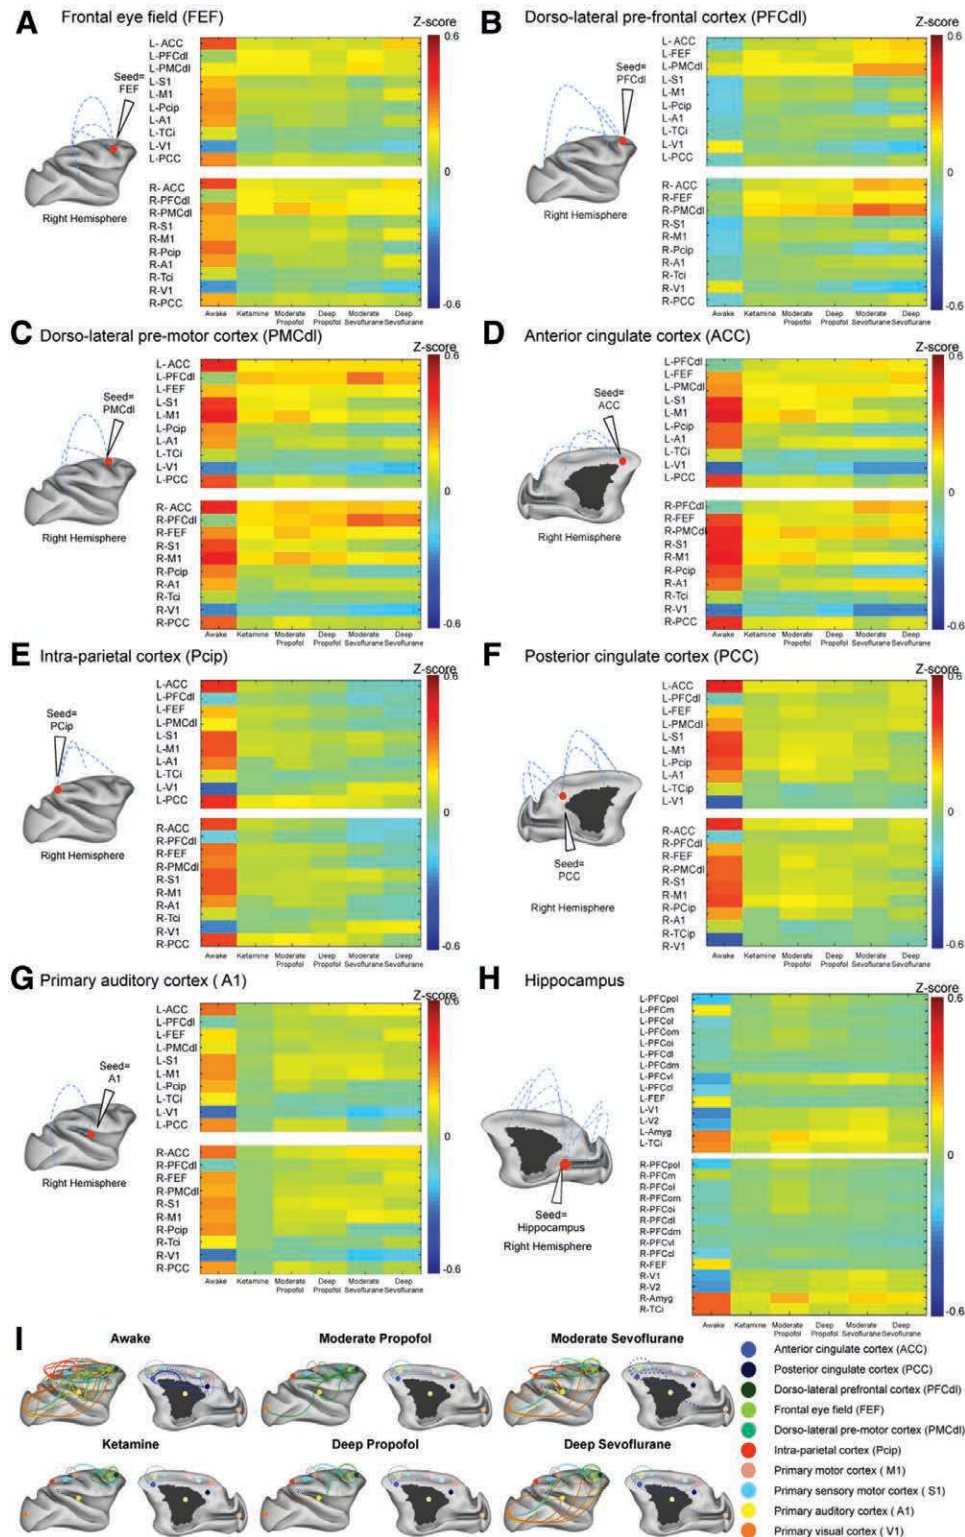 A Frontal eye field (FEF)
Z-score
0.6
0
-0.6
Seed=
FEF
Right Hemisphere
L- ACC
L-PFCdl
L-PMCdl
L-S1
L-M1
L-Pcip
L-A1
L-TCi
L-V1
L-PCC
R- ACC
R-PFCdl
R-PMCdl
R-S1
R-M1
R-Pcip
R-A1
R-Tci
R-V1
R-PCC
Awake Ketamine Moderate Propofol Deep Propofol Moderate Sevoflurane Deep Sevoflurane
B Dorso-lateral pre-frontal cortex (PFCdl)
Z-score
0.6
0
-0.6
Seed=
PFCdl
Right Hemisphere
L- ACC
L-FEF
L-PMCdl
L-S1
L-M1
L-Pcip
L-A1
L-TCi
L-V1
L-PCC
R- ACC
R-FEF
R-PMCdl
R-S1
R-M1
R-Pcip
R-A1
R-Tci
R-V1
R-PCC
Awake Ketamine Moderate Propofol Deep Propofol Moderate Sevoflurane Deep Sevoflurane
C Dorso-lateral pre-motor cortex (PMCdl)
Z-score
0.6
0
-0.6
Seed=
PMCdl
Right Hemisphere
L- ACC
L-PFCdl
L-FEF
L-S1
L-M1
L-Pcip
L-A1
L-TCi
L-V1
L-PCC
R- ACC
R-PFCdl
R-FEF
R-S1
R-M1
R-Pcip
R-A1
R-Tci
R-V1
R-PCC
Awake Ketamine Moderate Propofol Deep Propofol Moderate Sevoflurane Deep Sevoflurane
D Anterior cingulate cortex (ACC)
Z-score
0.6
0
-0.6
Seed=
ACC
Right Hemisphere
L-PFCdl
L-FEF
L-PMCdl
L-S1
L-M1
L-Pcip
L-A1
L-TCi
L-V1
L-PCC
R-PFCdl
R-FEF
R-PMCdl
R-S1
R-M1
R-Pcip
R-A1
R-Tci
R-V1
R-PCC
Awake Ketamine Moderate Propofol Deep Propofol Moderate Sevoflurane Deep Sevoflurane
E Intra-parietal cortex (Pcip)
Z-score
0.6
0
-0.6
Seed=
PCip
Right Hemisphere
L-ACC
L-PFCdl
L-FEF
L-PMCdl
L-S1
L-M1
L-A1
L-TCi
L-V1
L-PCC
R-ACC
R-PFCdl
R-FEF
R-PMCdl
R-S1
R-M1
R-A1
R-Tci
R-V1
R-PCC
Awake Ketamine Moderate Propofol Deep Propofol Moderate Sevoflurane Deep Sevoflurane
F Posterior cingulate cortex (PCC)
Z-score
0.6
0
-0.6
Seed=
PCC
Right Hemisphere
L-ACC
L-PFCdl
L-FEF
L-PMCdl
L-S1
L-M1
L-Pcip
L-A1
L-TCip
L-V1
R-ACC
R-PFCdl
R-FEF
R-PMCdl
R-S1
R-M1
R-PCip
R-A1
R-TCip
R-V1
Awake Ketamine Moderate Propofol Deep Propofol Moderate Sevoflurane Deep Sevoflurane
G Primary auditory cortex ( A1)
Z-score
0.6
0
-0.6
Seed=
A1
Right Hemisphere
L-ACC
L-PFCdl
L-FEF
L-PMCdl
L-S1
L-M1
L-Pcip
L-TCi
L-V1
L-PCC
R-ACC
R-PFCdl
R-FEF
R-PMCdl
R-S1
R-M1
R-Pcip
R-Tci
R-V1
R-PCC
Awake Ketamine Moderate Propofol Deep Propofol Moderate Sevoflurane Deep Sevoflurane
H Hippocampus
Z-score
0.6
0
-0.6
Seed=
Hippocampus
Right Hemisphere
L-PFCpol
L-PFCm
L-PFCol
L-PFCom
L-PFCoi
L-PFCdl
L-PFCdm
L-PFCvl
L-PFCcl
L-FEF
L-V1
L-V2
L-Amyg
L-TCi
R-PFCpol
R-PFCm
R-PFCol
R-PFCom
R-PFCoi
R-PFCdl
R-PFCdm
R-PFCvl
R-PFCcl
R-FEF
R-V1
R-V2
R-Amyg
R-TCi
Awake Ketamine Moderate Propofol Deep Propofol Moderate Sevoflurane Deep Sevoflurane
I
Awake Moderate Propofol Moderate Sevoflurane
Ketamine Deep Propofol Deep Sevoflurane
Anterior cingulate cortex (ACC)
Posterior cingulate cortex (PCC)
Dorso-lateral prefrontal cortex (PFCdl)
Frontal eye field (FEF)
Dorso-lateral pre-motor cortex (PMCdl)
Intra-parietal cortex (Pcip)
Primary motor cortex ( M1)
Primary sensory motor cortex ( S1)
Primary auditory cortex ( A1)
Primary visual cortex ( V1)